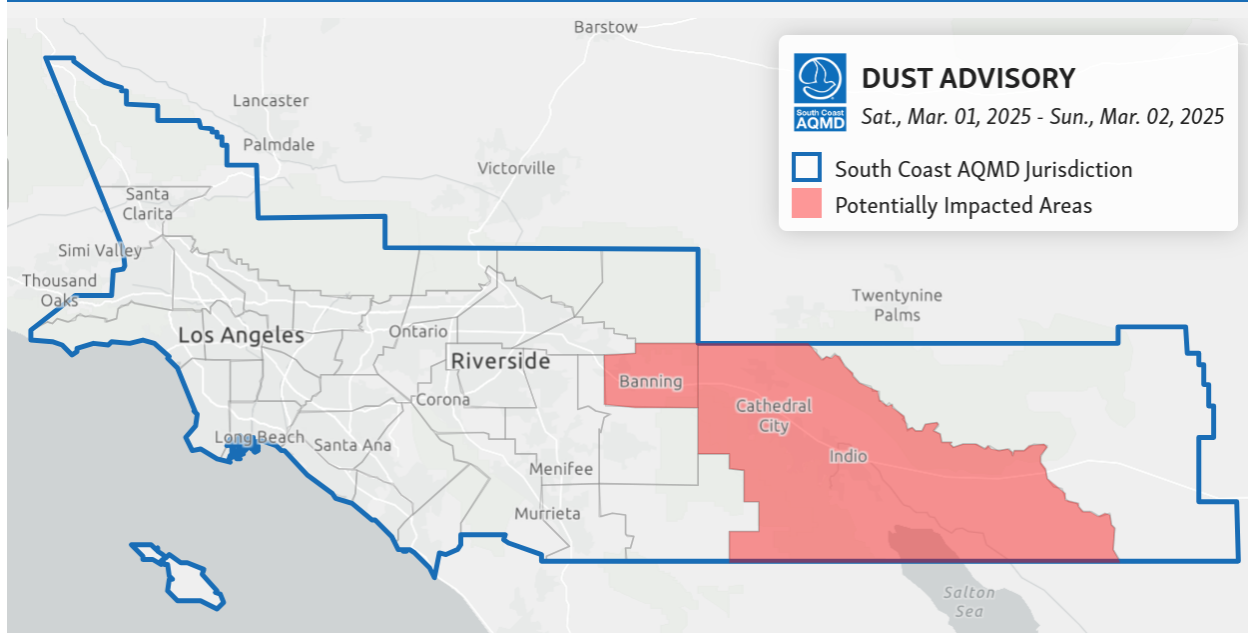 Barstow
South Coast
AQMD
DUST ADVISORY
Sat., Mar. 01, 2025 - Sun., Mar. 02, 2025
South Coast AQMD Jurisdiction
Potentially Impacted Areas
Lancaster
Palmdale
Victorville
Santa
Clarita
Simi Valley
Thousand
Oaks
Twentynine
Palms
Los Angeles
Ontario
Riverside
Banning
Corona
Cathedral
City
Long Beach
Santa Ana
Indio
Menifee
Murrieta
Salton
Sea